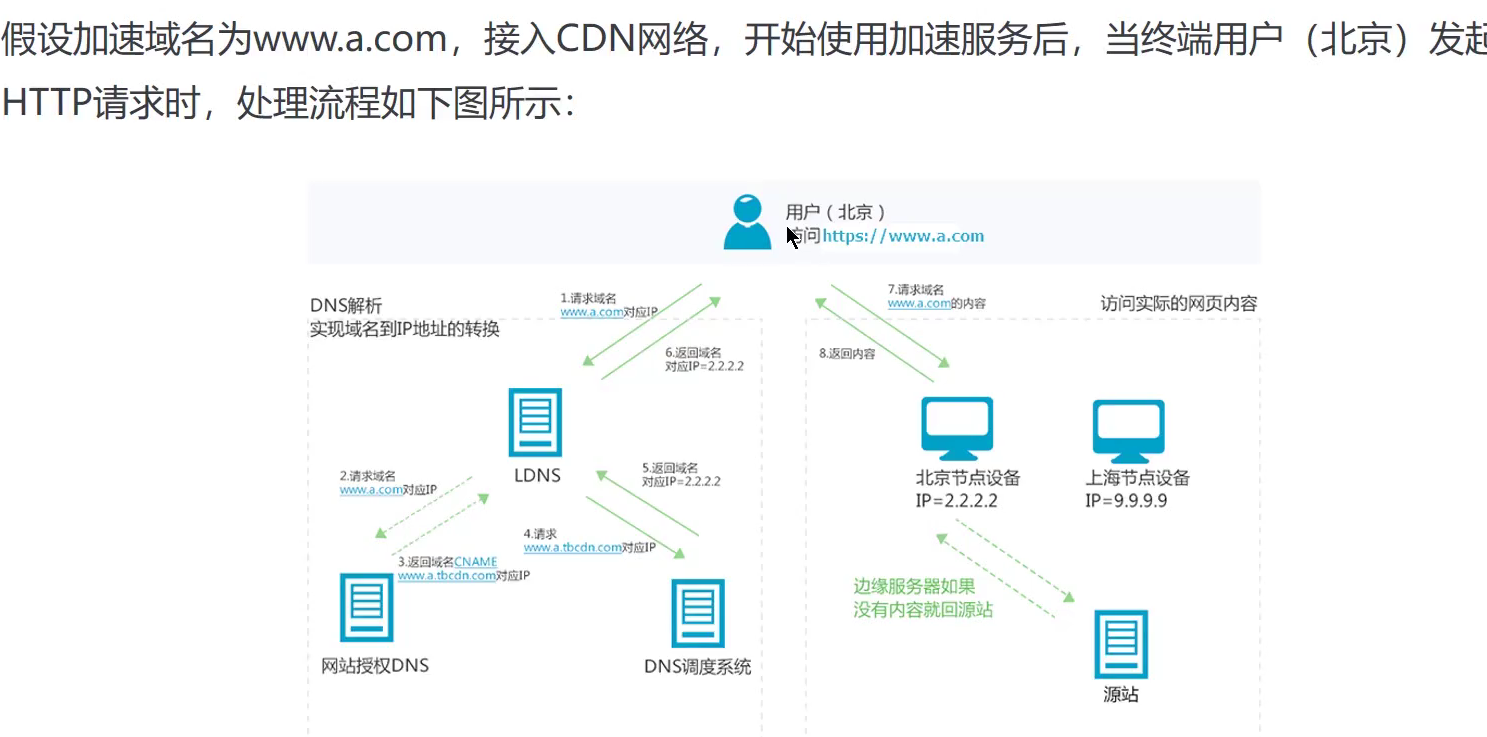 假设加速域名为www.a.com，接入CDN网络，开始使用加速服务后，当终端用户（北京）发起
HTTP请求时，处理流程如下图所示：
用户（北京）
访问https://www.a.com
DNS解析
实现域名到IP地址的转换
1.请求域名
www.a.com对应IP
6.返回域名
对应IP=2.2.2.2
LDNS
2.请求域名
www.a.com对应IP
5.返回域名
对应IP=2.2.2.2
4.请求
www.a.tbcdn.com对应IP
3.返回域名CNAME
www.a.tbcdn.com对应IP
网站授权DNS
DNS调度系统
访问实际的网页内容
7.请求域名
www.a.com的内容
8.返回内容
北京节点设备
IP=2.2.2.2
上海节点设备
IP=9.9.9.9
边缘服务器如果
没有内容就回源站
源站